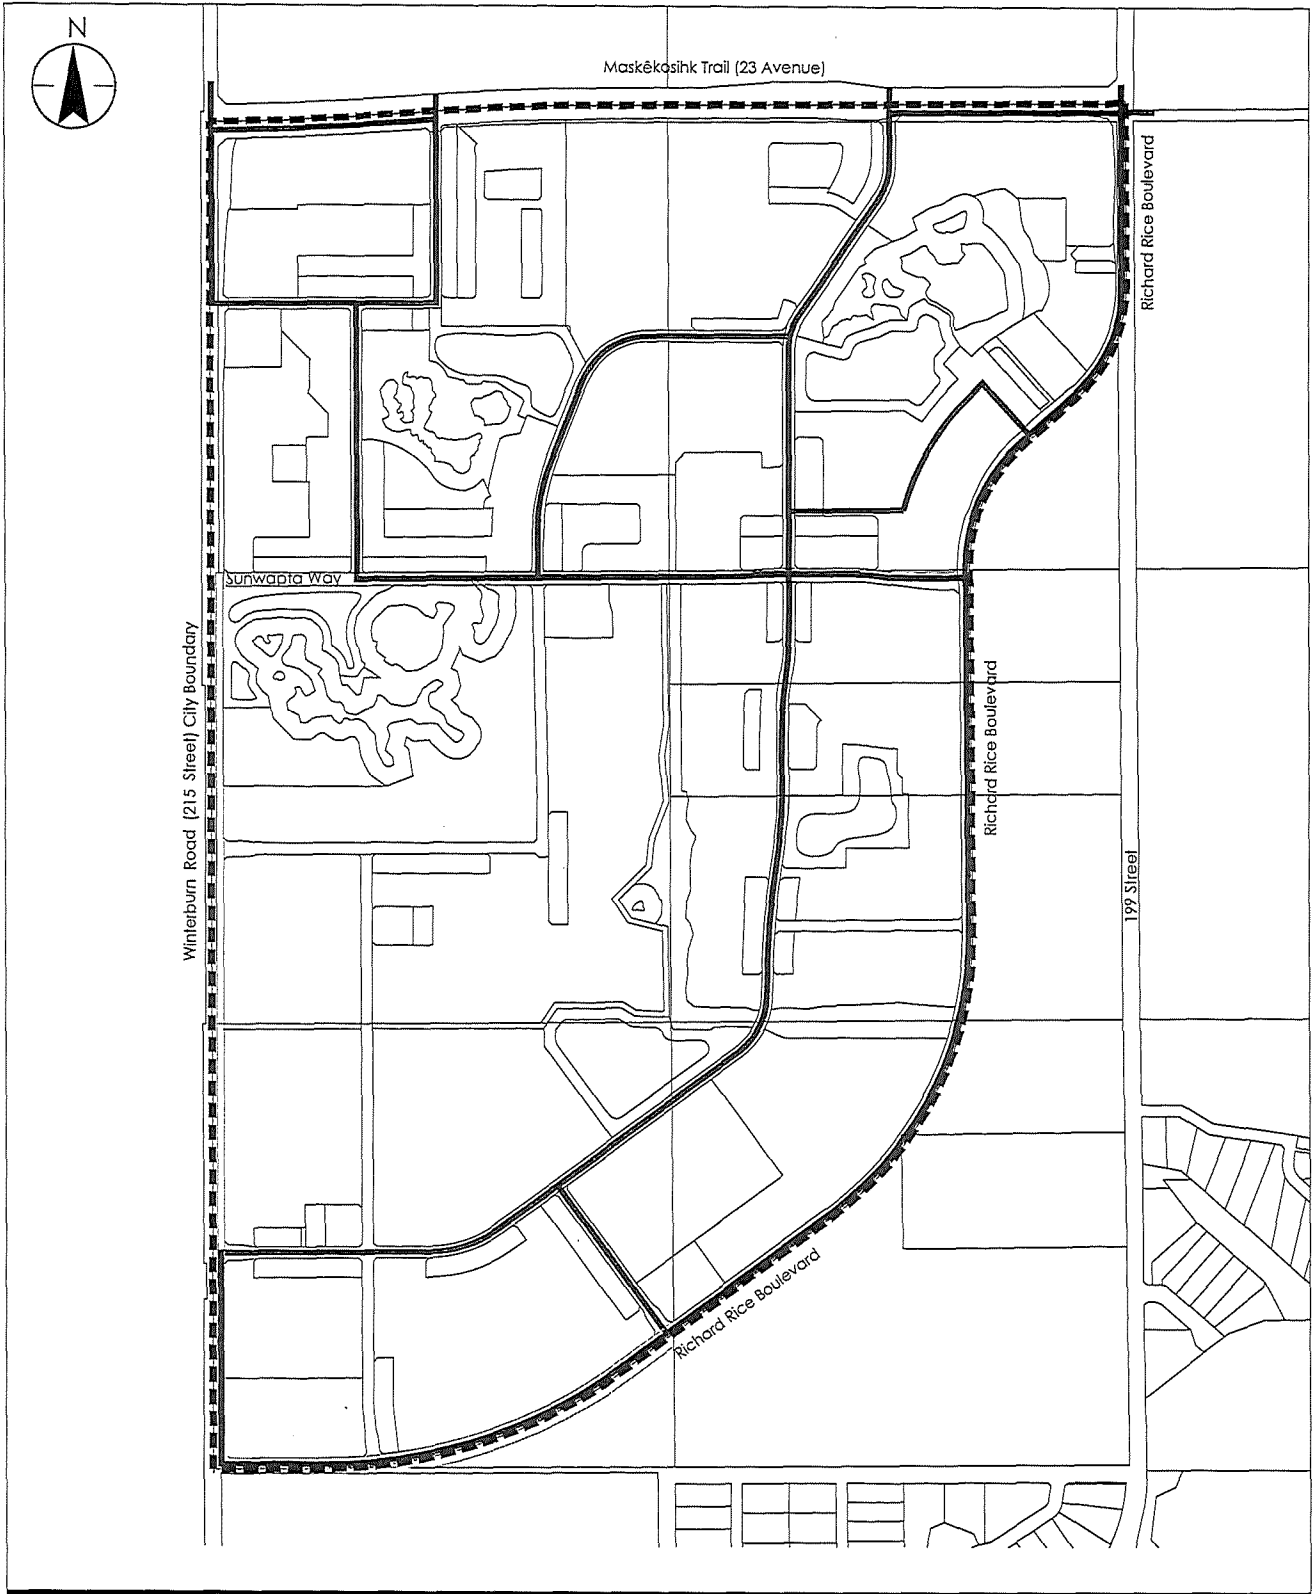 N
Maskêkosihk Trail (23 Avenue)
Richard Rice Boulevard
Sunwapta Way
Winterburn Road (215 Street) City Boundary
Richard Rice Boulevard
199 Street
Richard Rice Boulevard